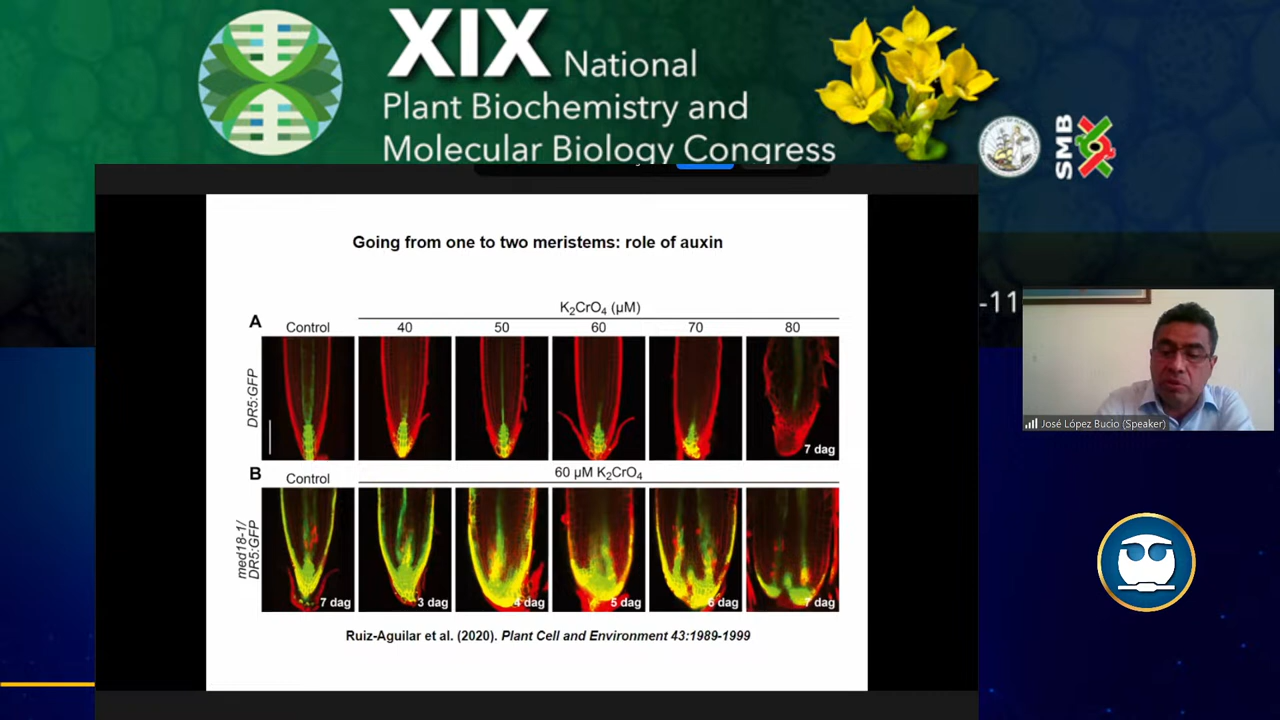 XIX National
Plant Biochemistry and
Molecular Biology Congress
SMB
Going from one to two meristems: role of auxin
K₂CrO₄ (µM)
A
Control
40
50
60
70
80
DR5:GFP
7 dag
B
Control
60 µM K₂CrO₄
med18-1/
DR5:GFP
7 dag
3 dag
4 dag
5 dag
6 dag
7 dag
Ruiz-Aguilar et al. (2020). Plant Cell and Environment 43:1989-1999
-11
José López Bucio (Speaker)